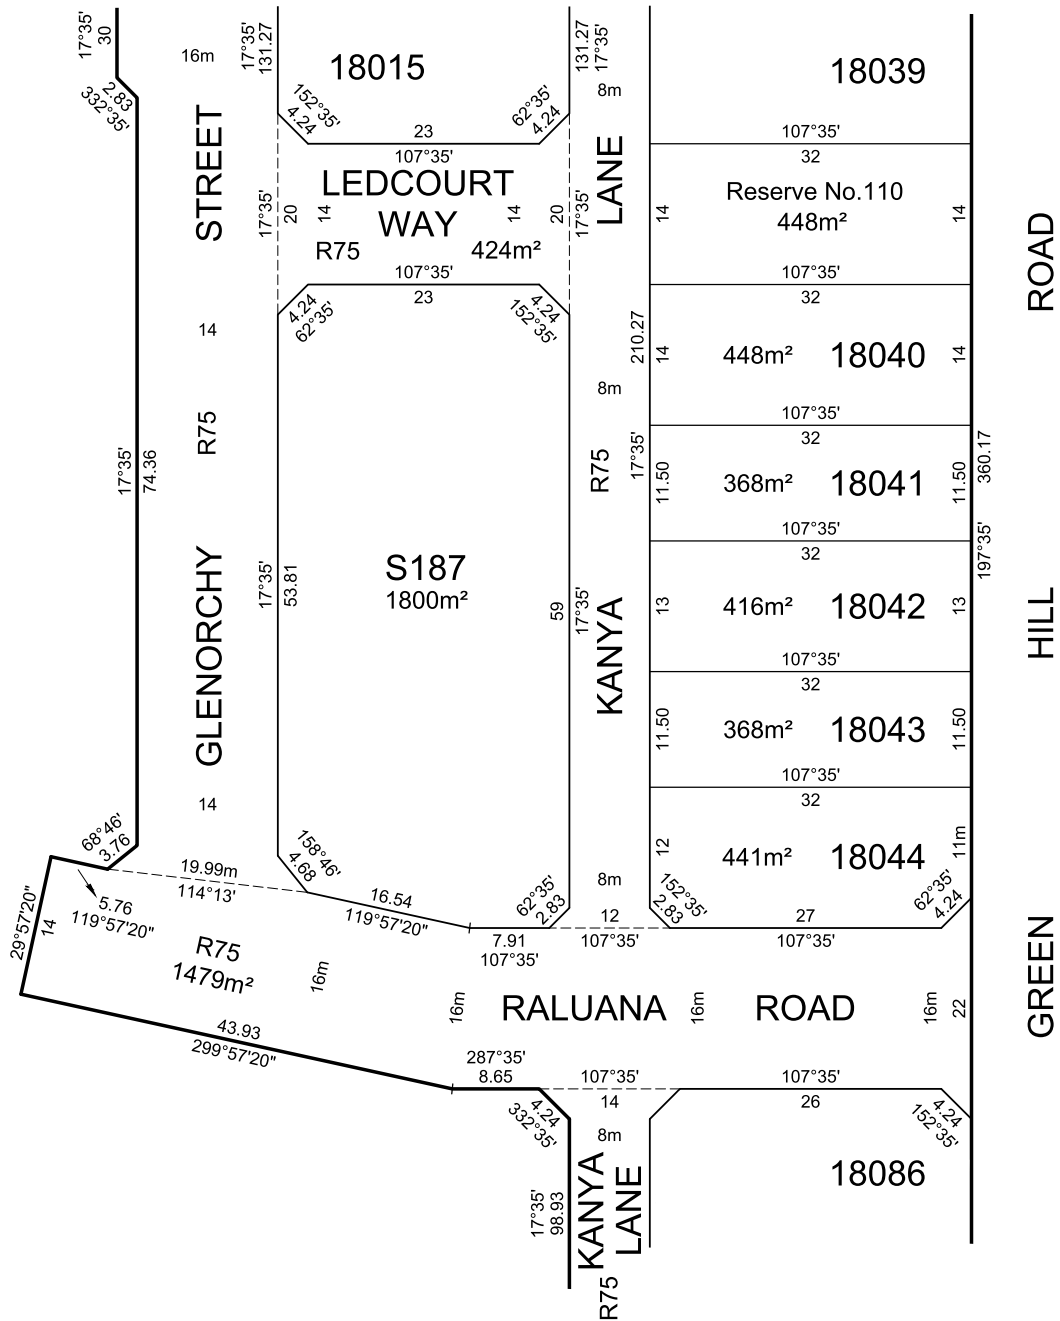 17°35'
30
2.83
332°35'
16m
17°35'
131.27
18015
152°35'
4.24
62°35'
4.24
23
107°35'
131.27
17°35'
8m
18039
107°35'
32
STREET
LEDCOURT
WAY
17°35'
20
14
14
20
17°35'
R75
424m²
LANE
Reserve No.110
448m²
14
14
ROAD
107°35'
23
4.24
62°35'
4.24
152°35'
107°35'
32
14
R75
210.27
17°35'
8m
R75
14
448m²
18040
14
107°35'
32
11.50
368m²
18041
11.50
360.17
197°35'
107°35'
32
17°35'
74.36
GLENORCHY
17°35'
53.81
S187
1800m²
59
17°35'
KANYA
13
416m²
18042
13
HILL
107°35'
32
11.50
368m²
18043
11.50
107°35'
32
14
68°46'
3.76
158°46'
4.68
19.99m
114°13'
16.54
119°57'20"
62°35'
2.83
8m
12
152°35'
2.83
441m²
18044
11m
62°35'
4.24
5.76
119°57'20"
29°57'20"
14
7.91
107°35'
12
107°35'
27
107°35'
R75
1479m²
16m
16m
RALUANA
16m
ROAD
16m
22
GREEN
43.93
299°57'20"
287°35'
8.65
107°35'
14
107°35'
26
4.24
332°35'
8m
4.24
152°35'
18086
17°35'
98.93
KANYA
LANE
R75